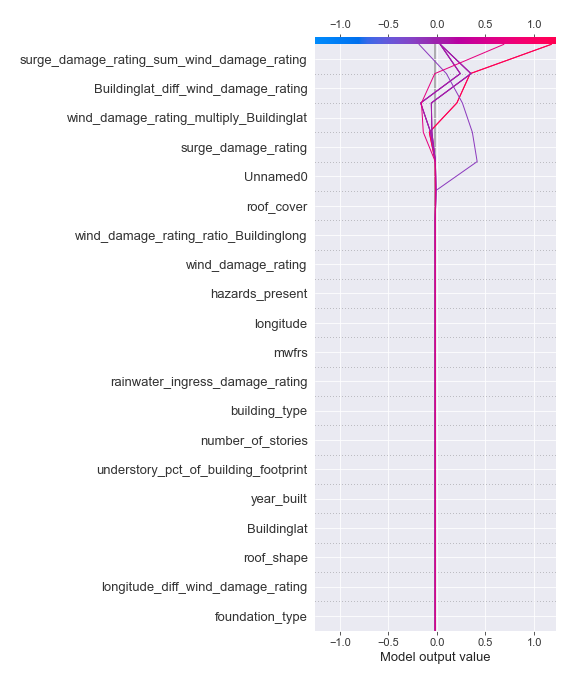 −1.0 −0.5 0.0 0.5 1.0
surge_damage_rating_sum_wind_damage_rating
Buildinglat_diff_wind_damage_rating
wind_damage_rating_multiply_Buildinglat
surge_damage_rating
Unnamed0
roof_cover
wind_damage_rating_ratio_Buildinglong
wind_damage_rating
hazards_present
longitude
mwfrs
rainwater_ingress_damage_rating
building_type
number_of_stories
understory_pct_of_building_footprint
year_built
Buildinglat
roof_shape
longitude_diff_wind_damage_rating
foundation_type
−1.0 −0.5 0.0 0.5 1.0
Model output value